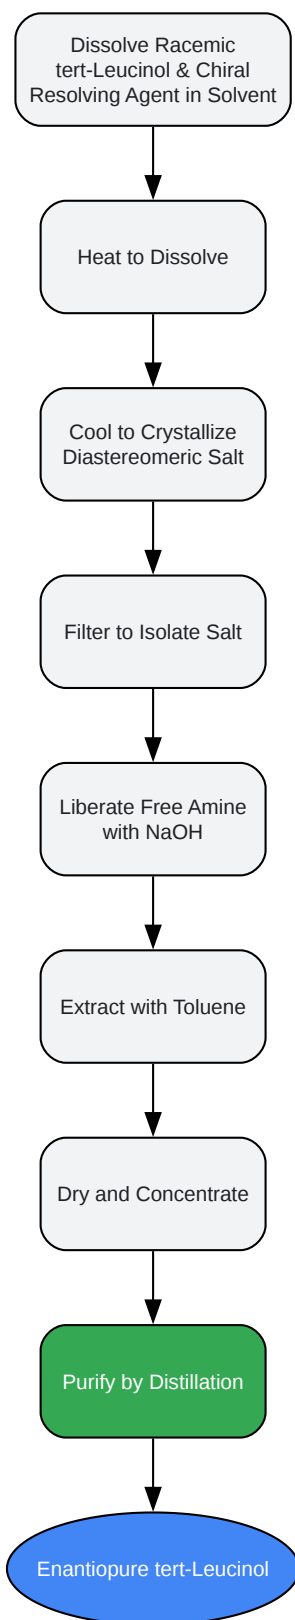 Dissolve Racemic
tert-Leucinol & Chiral
Resolving Agent in Solvent
Heat to Dissolve
Cool to Crystallize
Diastereomeric Salt
Filter to Isolate Salt
Liberate Free Amine
with NaOH
Extract with Toluene
Dry and Concentrate
Purify by Distillation
Enantiopure tert-Leucinol